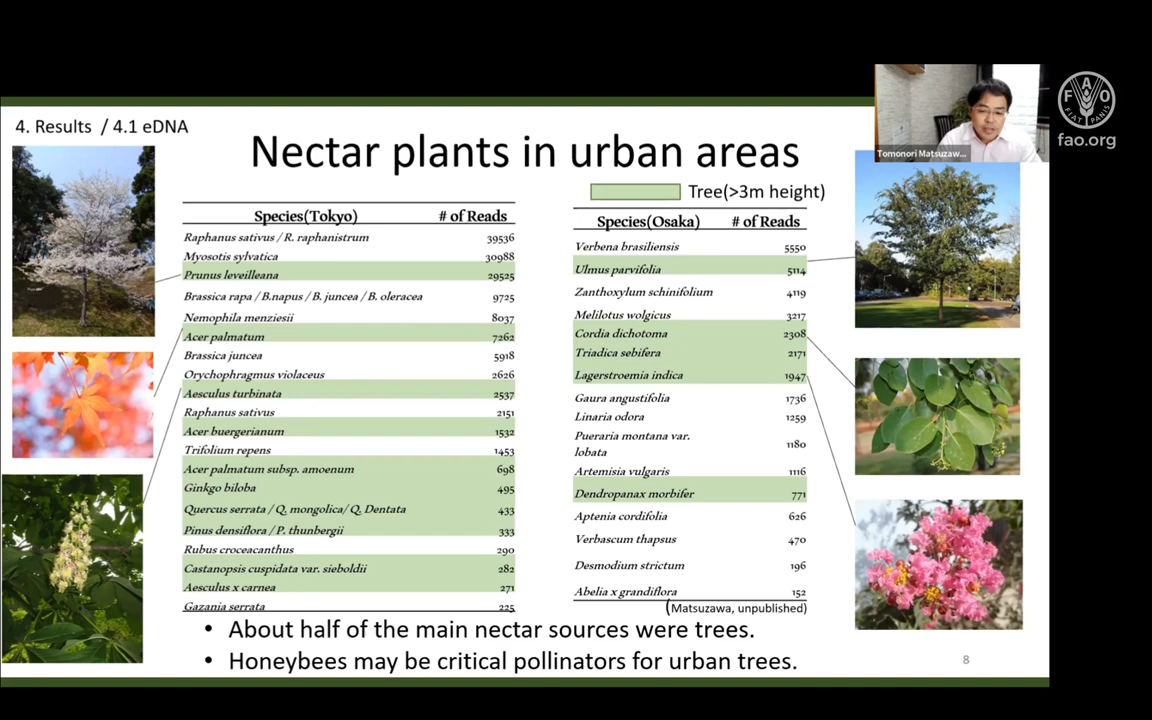 4. Results / 4.1 eDNA
Nectar plants in urban areas
Tree(>3m height)
Species(Tokyo) # of Reads
Raphanus sativus / R. raphanistrum 39536
Myosotis sylvatica 30988
Prunus leveilleana 29525
Brassica rapa / B.napus / B. juncea / B. oleracea 9725
Nemophila menziesii 8037
Acer palmatum 7262
Brassica juncea 5918
Orychophragmus violaceus 2626
Aesculus turbinata 2537
Raphanus sativus 2151
Acer buergerianum 1532
Trifolium repens 1453
Acer palmatum subsp. amoenum 698
Ginkgo biloba 495
Quercus serrata / Q. mongolica/ Q. Dentata 433
Pinus densiflora / P. thunbergii 333
Rubus croceacanthus 290
Castanopsis cuspidata var. sieboldii 282
Aesculus x carnea 271
Gazania serrata 225
Species(Osaka) # of Reads
Verbena brasiliensis 5550
Ulmus parvifolia 5114
Zanthoxylum schinifolium 4119
Melilotus wolgicus 3217
Cordia dichotoma 2308
Triadica sebifera 2171
Lagerstroemia indica 1947
Gaura angustifolia 1736
Linaria odora 1259
Pueraria montana var.
lobata 1180
Artemisia vulgaris 1116
Dendropanax morbifer 771
Aptenia cordifolia 626
Verbascum thapsus 470
Desmodium strictum 196
Abelia x grandiflora 152
(Matsuzawa, unpublished)
• About half of the main nectar sources were trees.
• Honeybees may be critical pollinators for urban trees.
8
Tomonori Matsuzaw...
F A O
FIAT PANIS
fao.org